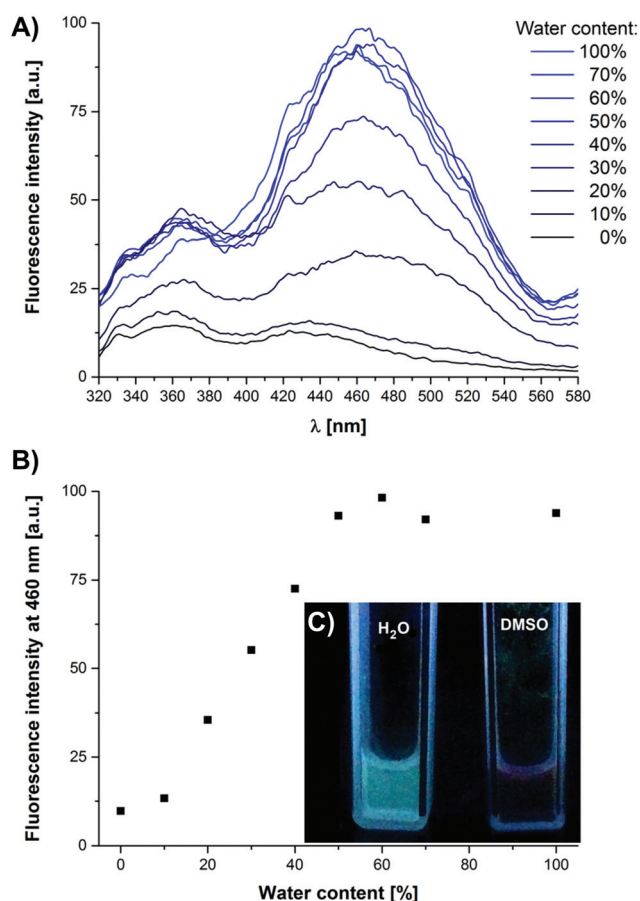 A)
Fluorescence intensity [a.u.]
100
75
50
25
0
320 340 360 380 400 420 440 460 480 500 520 540 560 580
λ [nm]
Water content:
100%
70%
60%
50%
40%
30%
20%
10%
0%
B)
Fluorescence intensity at 460 nm [a.u.]
100
75
50
25
0
0 20 40 60 80 100
Water content [%]
C)
H₂O
DMSO